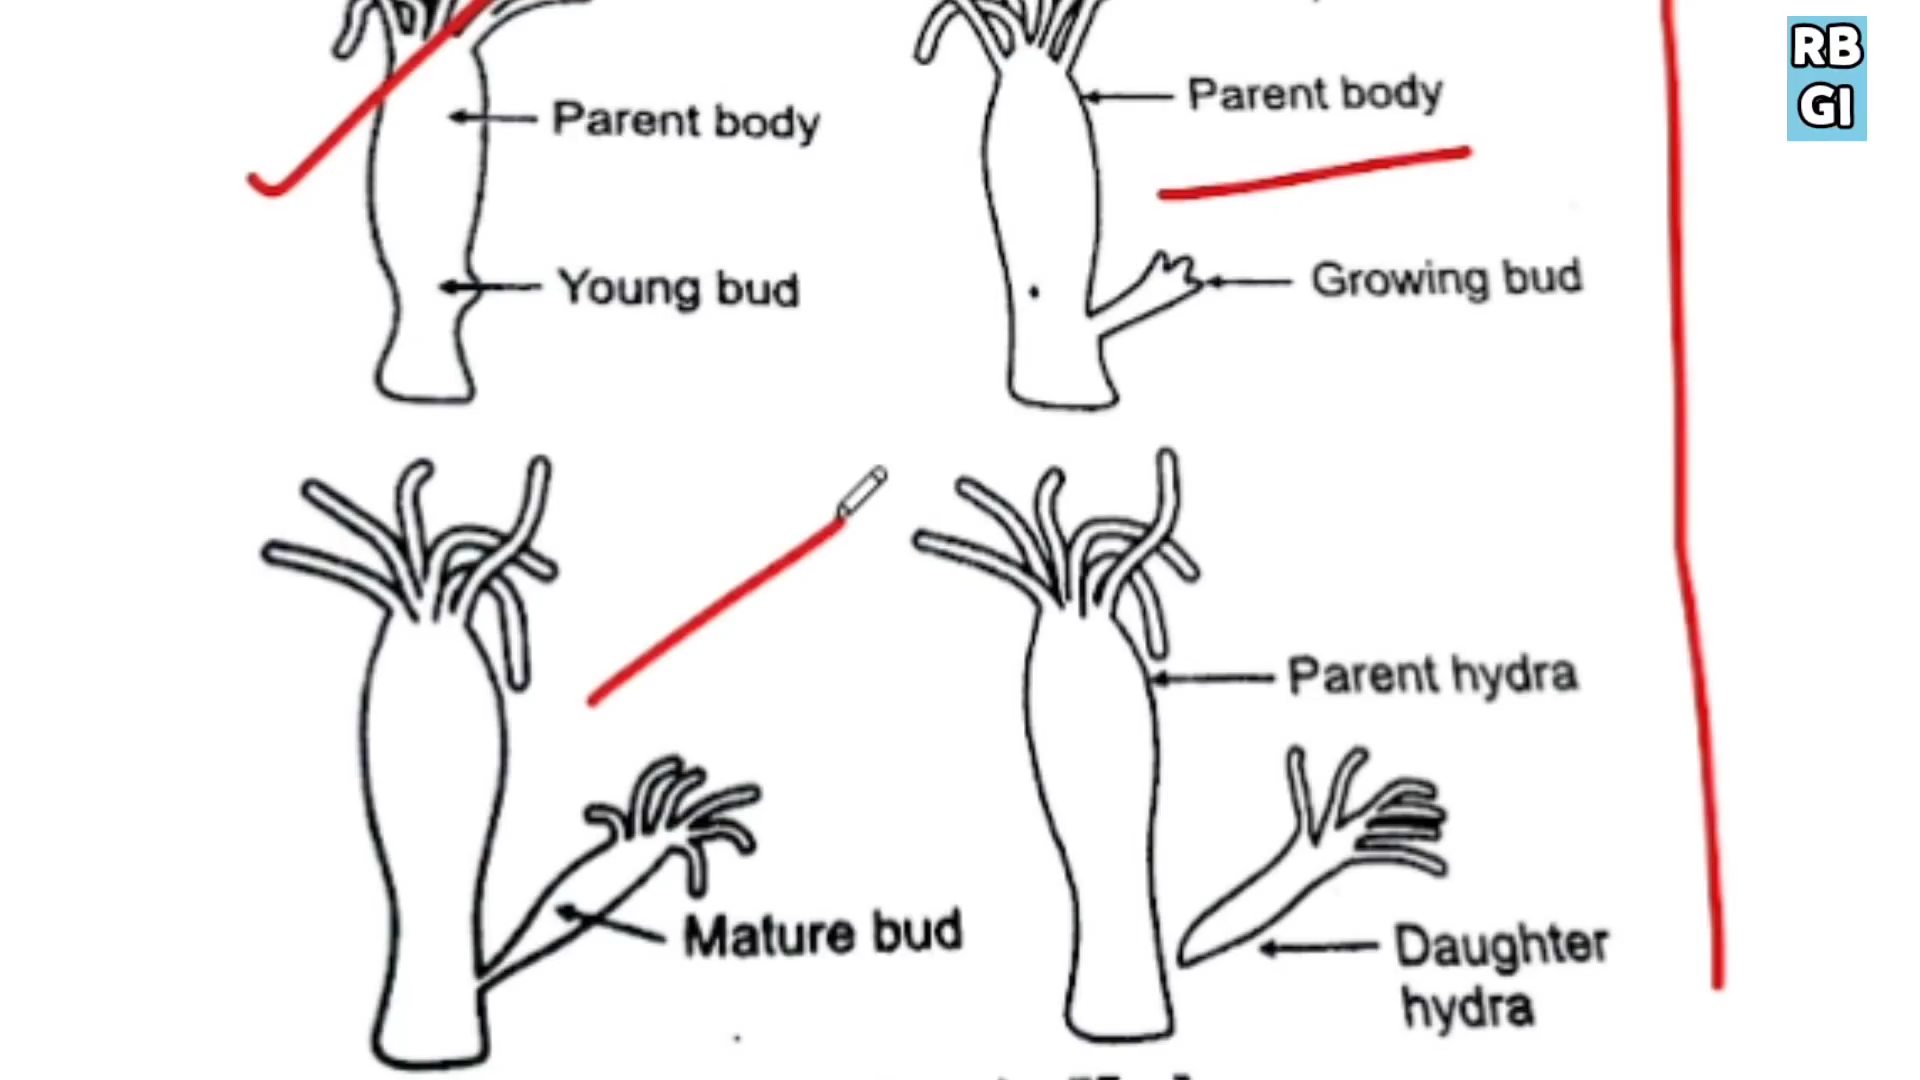 RB
GI
Parent body
Parent body
Young bud
Growing bud
Parent hydra
Mature bud
Daughter
hydra